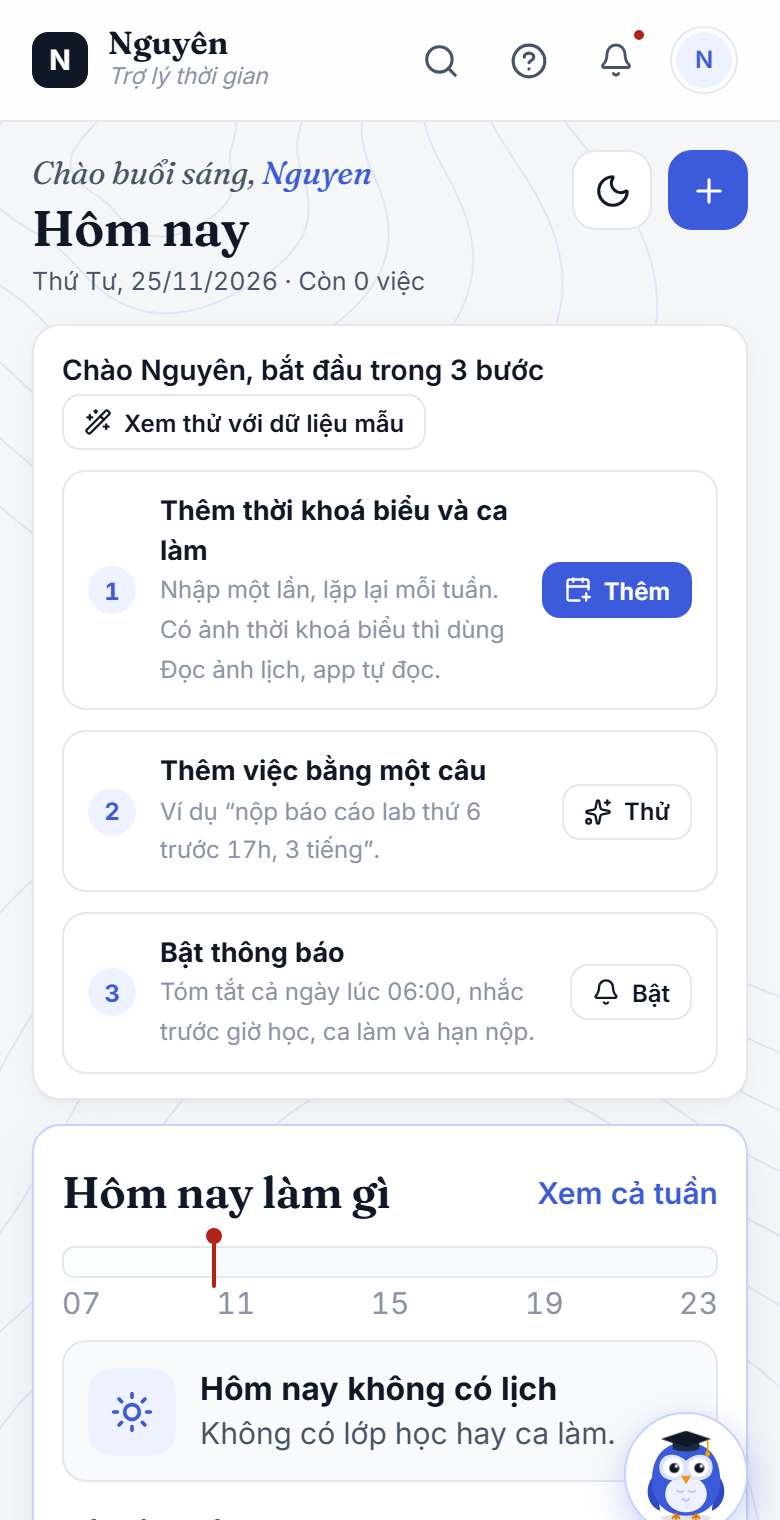 N
Nguyên
Trợ lý thời gian
N
Chào buổi sáng, Nguyen
Hôm nay
Thứ Tư, 25/11/2026 · Còn 0 việc
Chào Nguyên, bắt đầu trong 3 bước
Xem thử với dữ liệu mẫu
1
Thêm thời khoá biểu và ca
làm
Nhập một lần, lặp lại mỗi tuần.
Có ảnh thời khoá biểu thì dùng
Đọc ảnh lịch, app tự đọc.
Thêm
2
Thêm việc bằng một câu
Ví dụ “nộp báo cáo lab thứ 6
trước 17h, 3 tiếng”.
Thử
3
Bật thông báo
Tóm tắt cả ngày lúc 06:00, nhắc
trước giờ học, ca làm và hạn nộp.
Bật
Hôm nay làm gì
Xem cả tuần
07 11 15 19 23
Hôm nay không có lịch
Không có lớp học hay ca làm.